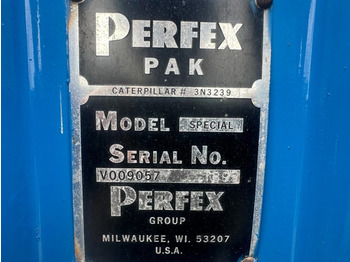 PERFEX
PAK
CATERPILLAR # 3N3239
MODEL SPECIAL
SERIAL NO.
V009057
PERFEX
GROUP
MILWAUKEE, WI. 53207
U.S.A.